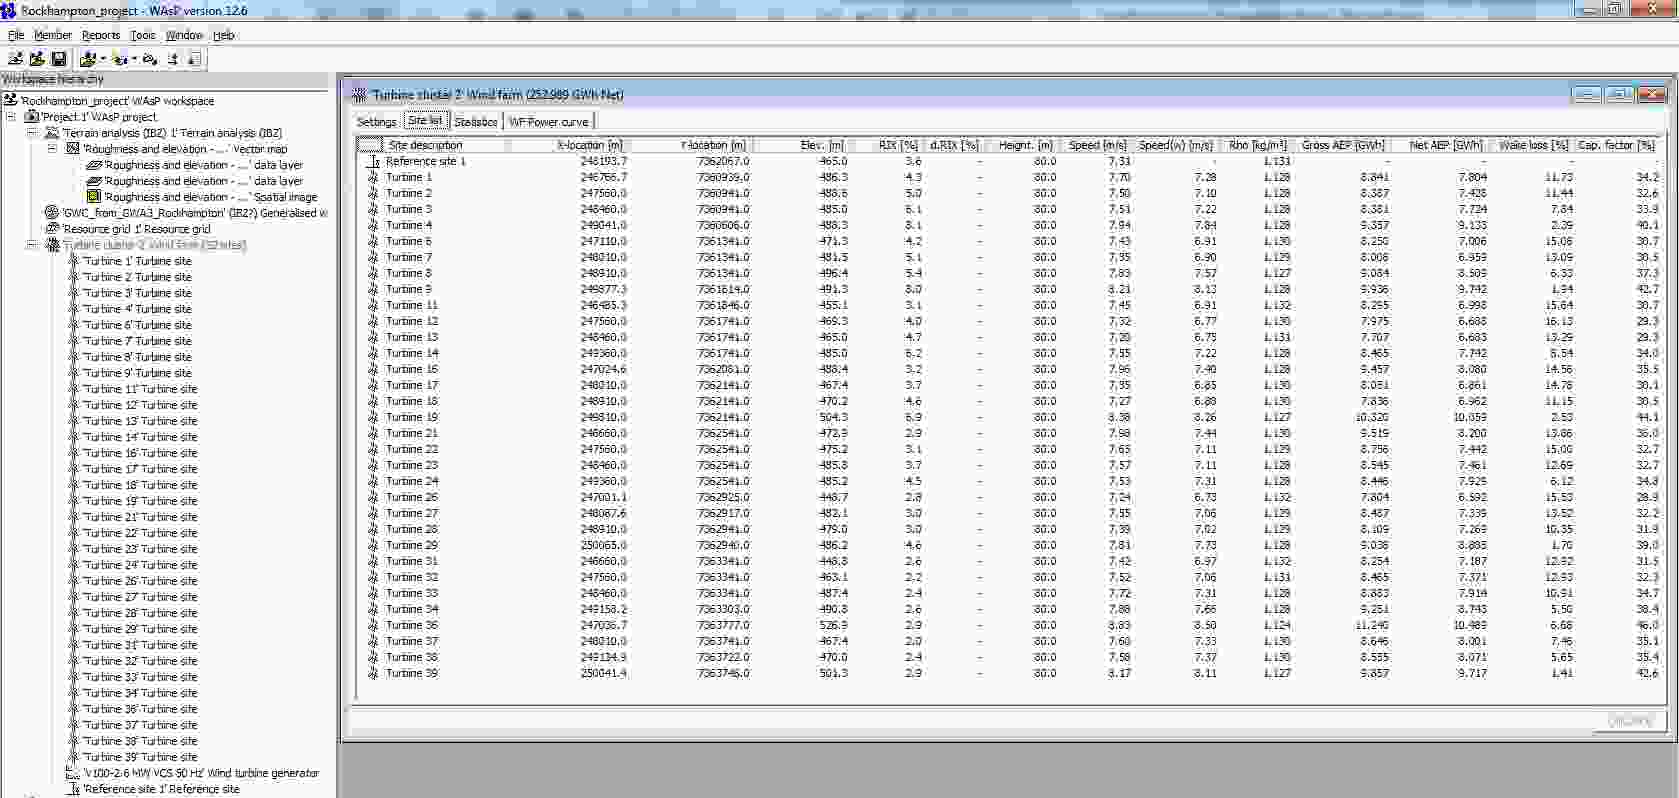 Rockhampton_project - WAsP version 12.6
File Member Reports Tools Window Help
Workspace hierarchy
'Rockhampton_project' WAsP workspace
'Project 1' WAsP project
'Terrain analysis (IBZ) 1' Terrain analysis (IBZ)
'Roughness and elevation - ...' Vector map
'Roughness and elevation - ...' data layer
'Roughness and elevation - ...' data layer
'Roughness and elevation - ...' Spatial image
'GWC_from_GWA3_Rockhampton' (IBZ?) Generalised w
'Resource grid 1' Resource grid
'Turbine cluster 2' Wind farm (32 sites)
'Turbine 1' Turbine site
'Turbine 2' Turbine site
'Turbine 3' Turbine site
'Turbine 4' Turbine site
'Turbine 6' Turbine site
'Turbine 7' Turbine site
'Turbine 8' Turbine site
'Turbine 9' Turbine site
'Turbine 11' Turbine site
'Turbine 12' Turbine site
'Turbine 13' Turbine site
'Turbine 14' Turbine site
'Turbine 16' Turbine site
'Turbine 17' Turbine site
'Turbine 18' Turbine site
'Turbine 19' Turbine site
'Turbine 21' Turbine site
'Turbine 22' Turbine site
'Turbine 23' Turbine site
'Turbine 24' Turbine site
'Turbine 26' Turbine site
'Turbine 27' Turbine site
'Turbine 28' Turbine site
'Turbine 29' Turbine site
'Turbine 31' Turbine site
'Turbine 32' Turbine site
'Turbine 33' Turbine site
'Turbine 34' Turbine site
'Turbine 36' Turbine site
'Turbine 37' Turbine site
'Turbine 38' Turbine site
'Turbine 39' Turbine site
'V100-2.6 MW VCS 50 Hz' Wind turbine generator
'Reference site 1' Reference site
'Turbine cluster 2' Wind farm (252.989 GWh Net)
Settings Site list Statistics WF Power curve
Site description X-location [m] Y-location [m] Elev. [m] RIX [%] d.RIX [%] Height. [m] Speed [m/s] Speed(w) [m/s] Rho [kg/m³] Gross AEP [GWh] Net AEP [GWh] Wake loss [%] Cap. factor [%]
Reference site 1 248193.7 7362067.0 465.0 3.6 - 80.0 7.31 - 1.131 - - - -
Turbine 1 246766.7 7360939.0 486.3 4.3 - 80.0 7.70 7.28 1.128 8.841 7.804 11.73 34.2
Turbine 2 247560.0 7360941.0 488.6 5.0 - 80.0 7.50 7.10 1.128 8.387 7.428 11.44 32.6
Turbine 3 248460.0 7360941.0 485.0 6.1 - 80.0 7.51 7.22 1.128 8.381 7.724 7.84 33.9
Turbine 4 249041.0 7360606.0 488.3 8.1 - 80.0 7.94 7.84 1.128 9.357 9.133 2.39 40.1
Turbine 6 247110.0 7361341.0 471.3 4.2 - 80.0 7.43 6.91 1.130 8.250 7.006 15.08 30.7
Turbine 7 248010.0 7361341.0 481.5 5.1 - 80.0 7.35 6.90 1.129 8.008 6.959 13.09 30.5
Turbine 8 248910.0 7361341.0 496.4 5.4 - 80.0 7.83 7.57 1.127 9.084 8.509 6.33 37.3
Turbine 9 249877.3 7361614.0 491.3 8.0 - 80.0 8.21 8.13 1.128 9.936 9.742 1.94 42.7
Turbine 11 246485.3 7361846.0 455.1 3.1 - 80.0 7.45 6.91 1.132 8.295 6.998 15.64 30.7
Turbine 12 247560.0 7361741.0 469.3 4.0 - 80.0 7.32 6.77 1.130 7.975 6.688 16.13 29.3
Turbine 13 248460.0 7361741.0 465.0 4.7 - 80.0 7.20 6.75 1.131 7.707 6.683 13.29 29.3
Turbine 14 249360.0 7361741.0 485.0 6.2 - 80.0 7.55 7.22 1.128 8.465 7.742 8.54 34.0
Turbine 16 247024.6 7362081.0 488.4 3.2 - 80.0 7.96 7.40 1.128 9.457 8.080 14.56 35.5
Turbine 17 248010.0 7362141.0 467.4 3.7 - 80.0 7.35 6.85 1.130 8.051 6.861 14.78 30.1
Turbine 18 248910.0 7362141.0 470.2 4.6 - 80.0 7.27 6.88 1.130 7.836 6.962 11.15 30.5
Turbine 19 249810.0 7362141.0 504.3 6.9 - 80.0 8.38 8.26 1.127 10.320 10.059 2.53 44.1
Turbine 21 246660.0 7362541.0 472.9 2.9 - 80.0 7.98 7.44 1.130 9.519 8.200 13.86 36.0
Turbine 22 247560.0 7362541.0 475.2 3.1 - 80.0 7.65 7.11 1.129 8.756 7.442 15.00 32.7
Turbine 23 248460.0 7362541.0 485.8 3.7 - 80.0 7.57 7.11 1.128 8.545 7.461 12.69 32.7
Turbine 24 249360.0 7362541.0 485.2 4.5 - 80.0 7.53 7.31 1.128 8.446 7.929 6.12 34.8
Turbine 26 247001.1 7362925.0 448.7 2.8 - 80.0 7.24 6.73 1.132 7.804 6.592 15.53 28.9
Turbine 27 248087.6 7362917.0 482.1 3.0 - 80.0 7.55 7.06 1.129 8.487 7.339 13.52 32.2
Turbine 28 248910.0 7362941.0 479.0 3.0 - 80.0 7.39 7.02 1.129 8.109 7.269 10.35 31.9
Turbine 29 250065.0 7362940.0 486.2 4.6 - 80.0 7.81 7.73 1.128 9.038 8.885 1.70 39.0
Turbine 31 246660.0 7363341.0 448.8 2.6 - 80.0 7.42 6.97 1.132 8.254 7.187 12.92 31.5
Turbine 32 247560.0 7363341.0 463.1 2.2 - 80.0 7.52 7.06 1.131 8.465 7.371 12.93 32.3
Turbine 33 248460.0 7363341.0 487.4 2.4 - 80.0 7.72 7.31 1.128 8.883 7.914 10.91 34.7
Turbine 34 249158.2 7363303.0 490.8 2.6 - 80.0 7.88 7.66 1.128 9.251 8.743 5.50 38.4
Turbine 36 247036.7 7363777.0 526.9 2.9 - 80.0 8.83 8.50 1.124 11.240 10.489 6.68 46.0
Turbine 37 248010.0 7363741.0 467.4 2.0 - 80.0 7.60 7.33 1.130 8.646 8.001 7.46 35.1
Turbine 38 249134.9 7363722.0 470.0 2.4 - 80.0 7.58 7.37 1.130 8.555 8.071 5.65 35.4
Turbine 39 250041.4 7363746.0 501.3 2.9 - 80.0 8.17 8.11 1.127 9.857 9.717 1.41 42.6